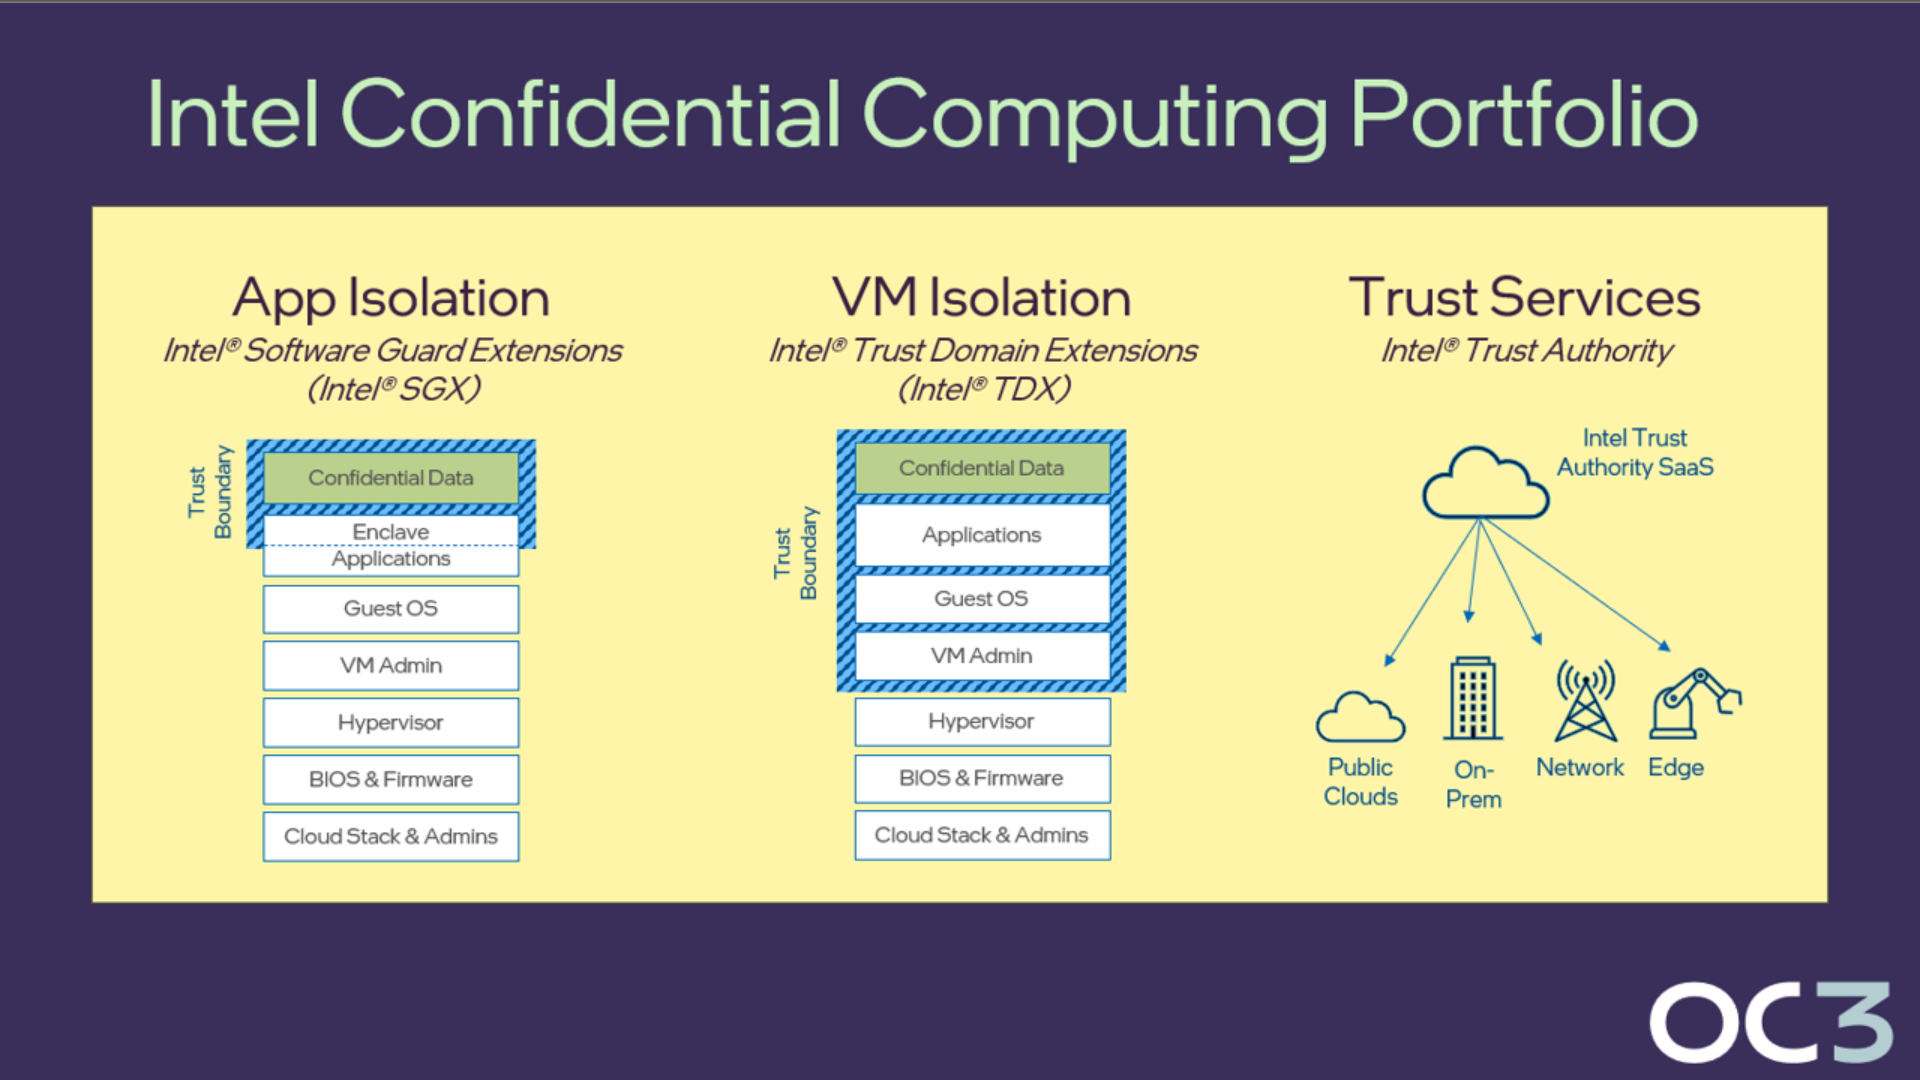 Intel Confidential Computing Portfolio
App Isolation
Intel® Software Guard Extensions
(Intel® SGX)
Trust
Boundary
Confidential Data
Enclave
Applications
Guest OS
VM Admin
Hypervisor
BIOS & Firmware
Cloud Stack & Admins
VM Isolation
Intel® Trust Domain Extensions
(Intel® TDX)
Trust
Boundary
Confidential Data
Applications
Guest OS
VM Admin
Hypervisor
BIOS & Firmware
Cloud Stack & Admins
Trust Services
Intel® Trust Authority
Intel Trust
Authority SaaS
Public
Clouds
On-
Prem
Network
Edge
OC3